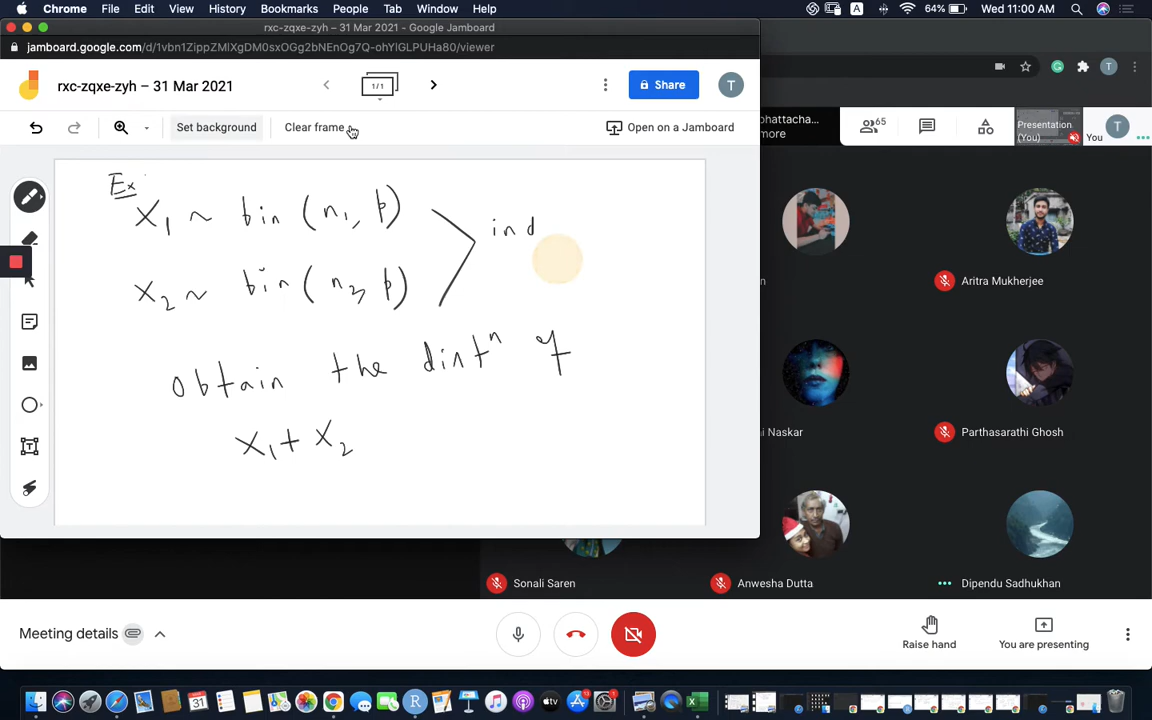 Chrome File Edit View History Bookmarks People Tab Window Help
A 64% Wed 11:00 AM
rxc-zqxe-zyh – 31 Mar 2021 - Google Jamboard
jamboard.google.com/d/1vbn1ZippZMlXgDM0sxOGg2bNEnOg7Q-ohYlGLPUHa80/viewer
rxc-zqxe-zyh – 31 Mar 2021
1/1
Share
T
T
Set background
Clear frame
Open on a Jamboard
bhattacha...
more
65
Presentation
(You)
You
T
Ex
X₁ ~ bin (n₁, p)
ind
X₂ ~ bin (n₂, p)
obtain the distⁿ of
X₁ + X₂
Aritra Mukherjee
Naskar
Parthasarathi Ghosh
Sonali Saren
Anwesha Dutta
Dipendu Sadhukhan
Meeting details
Raise hand
You are presenting